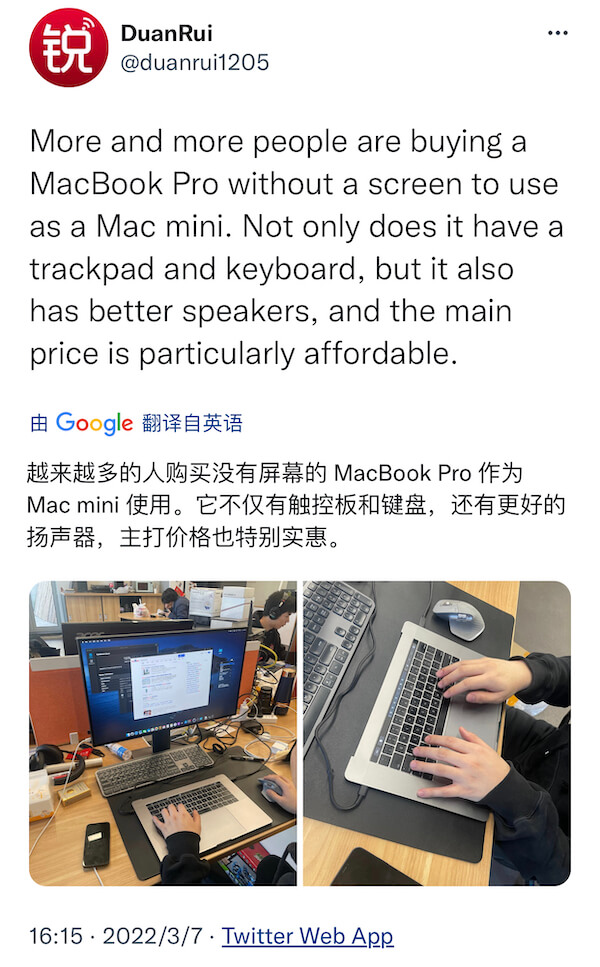 锐
DuanRui
@duanrui1205
More and more people are buying a
MacBook Pro without a screen to use
as a Mac mini. Not only does it have a
trackpad and keyboard, but it also
has better speakers, and the main
price is particularly affordable.
由 Google 翻译自英语
越来越多的人购买没有屏幕的 MacBook Pro 作为
Mac mini 使用。它不仅有触控板和键盘，还有更好的
扬声器，主打价格也特别实惠。
acer
16:15 · 2022/3/7 · Twitter Web App